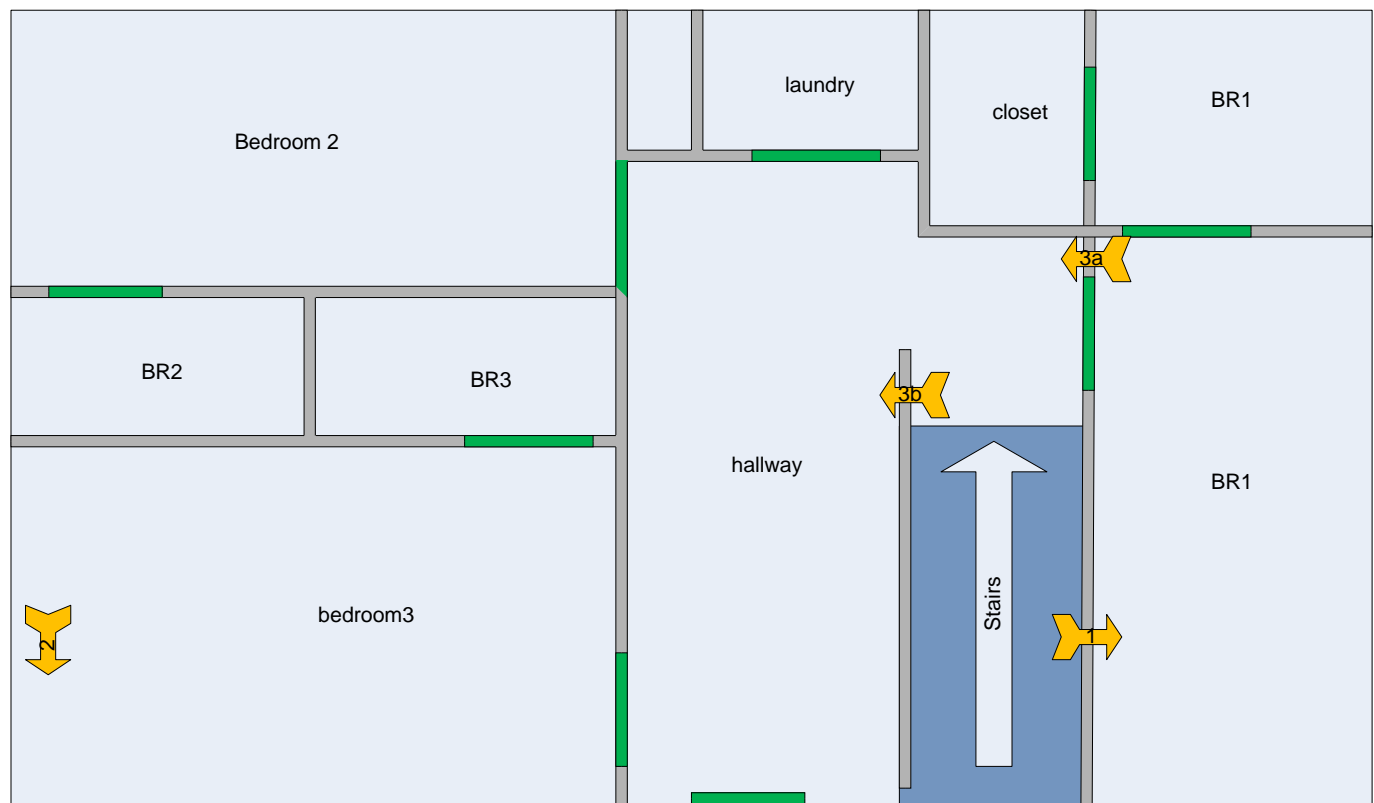 laundry
BR1
closet
Bedroom 2
3a
BR2
BR3
3b
hallway
BR1
Stairs
bedroom3
1
2